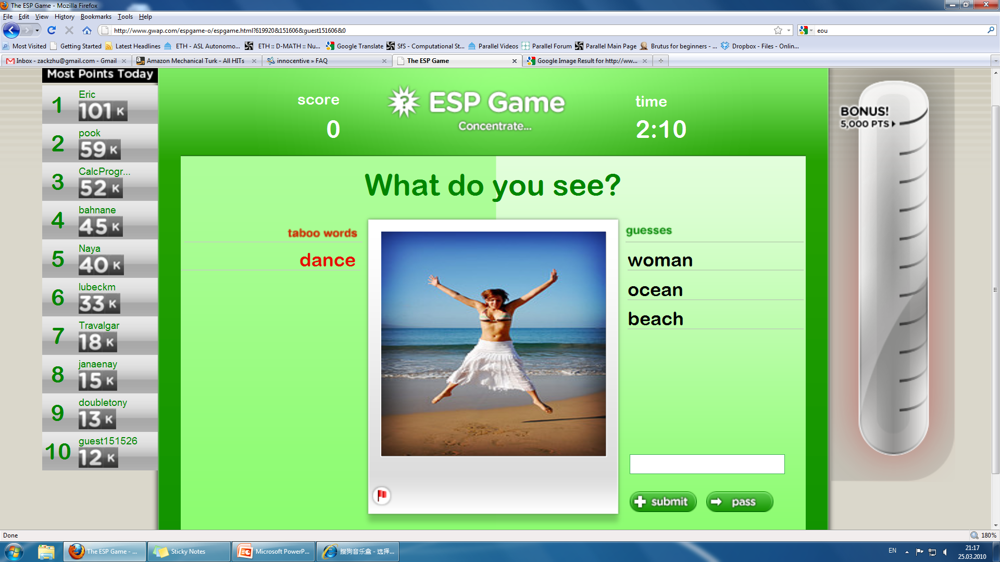 The ESP Game - Mozilla Firefox
File Edit View History Bookmarks Tools Help
http://www.gwap.com/espgame-o/espgame.html?619920&151606&guest151606&0
eou
Most Visited Getting Started Latest Headlines ETH - ASL Autonomo... ETH :: D-MATH :: Nu... Google Translate SfS - Computational St... Parallel Videos Parallel Forum Parallel Main Page Brutus for beginners - ... Dropbox - Files - Onlin...
Inbox - zackzhu@gmail.com - Gmail Amazon Mechanical Turk - All HITs innocentive » FAQ The ESP Game Google Image Result for http://ww...
Most Points Today
1 Eric
101 K
2 pook
59 K
3 CalcProgr...
52 K
4 bahnane
45 K
5 Naya
40 K
6 lubeckm
33 K
7 Travalgar
18 K
8 janaenay
15 K
9 doubletony
13 K
10 guest151526
12 K
score
0
ESP Game
Concentrate...
time
2:10
What do you see?
taboo words
dance
guesses
woman
ocean
beach
submit pass
BONUS!
5,000 PTS
Done
180%
The ESP Game - ... Sticky Notes Microsoft PowerP... 搜狗音乐盒 - 选择...
EN
21:17
25.03.2010